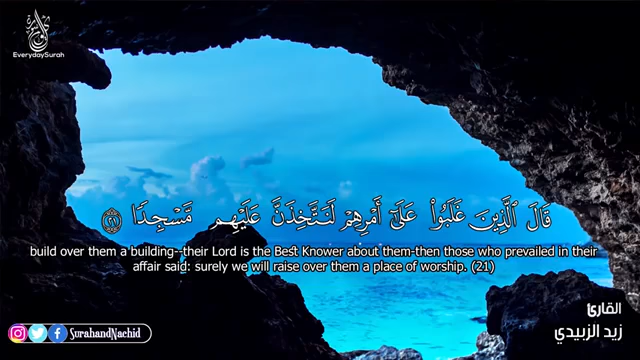 EverydaySurah
قَالَ ٱلَّذِينَ غَلَبُوا۟ عَلَىٰٓ أَمْرِهِمْ لَنَتَّخِذَنَّ عَلَيْهِم مَّسْجِدًا ٢١
build over them a building--their Lord is the Best Knower about them-then those who prevailed in their
affair said: surely we will raise over them a place of worship. (21)
القارئ
زيد الزبيدي
SurahandNachid